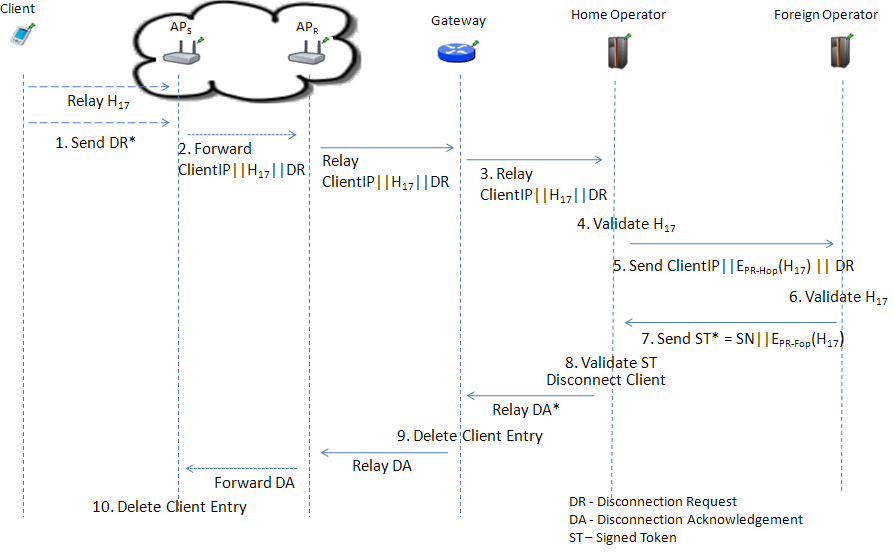 Client
APS
APR
Gateway
Home Operator
Foreign Operator
Relay H17
1. Send DR*
2. Forward
ClientIP||H17||DR
Relay
ClientIP||H17||DR
3. Relay
ClientIP||H17||DR
4. Validate H17
5. Send ClientIP||EPR-Hop(H17) || DR
6. Validate H17
7. Send ST* = SN||EPR-Fop(H17)
8. Validate ST
Disconnect Client
Relay DA*
9. Delete Client Entry
Relay DA
Forward DA
10. Delete Client Entry
DR - Disconnection Request
DA - Disconnection Acknowledgement
ST – Signed Token